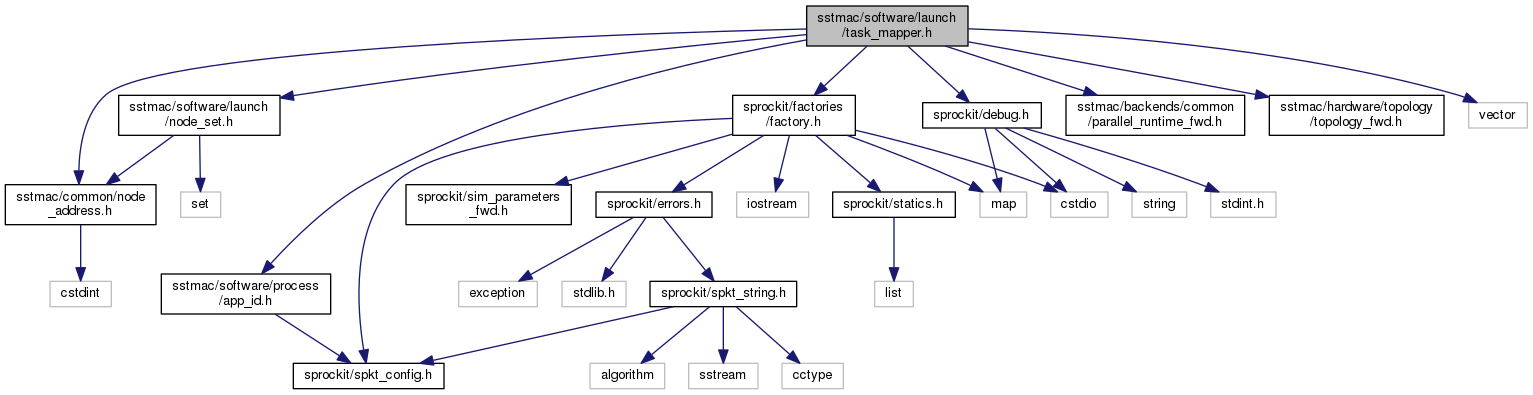 sstmac/software/launch
/task_mapper.h
sstmac/software/launch
/node_set.h
sprockit/factories
/factory.h
sprockit/debug.h
sstmac/backends/common
/parallel_runtime_fwd.h
sstmac/hardware/topology
/topology_fwd.h
vector
sstmac/common/node
_address.h
set
sprockit/sim_parameters
_fwd.h
sprockit/errors.h
iostream
sprockit/statics.h
map
cstdio
string
stdint.h
cstdint
sstmac/software/process
/app_id.h
exception
stdlib.h
sprockit/spkt_string.h
list
sprockit/spkt_config.h
algorithm
sstream
cctype